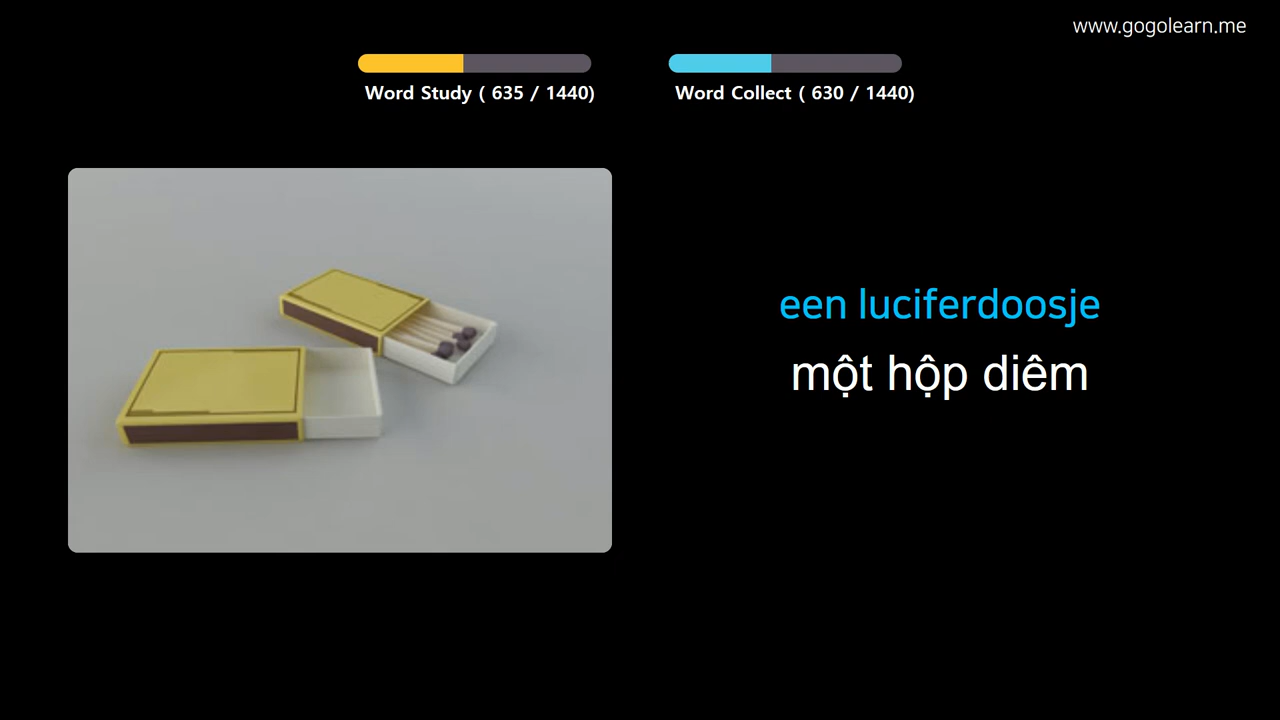 www.gogolearn.me
Word Study ( 635 / 1440)
Word Collect ( 630 / 1440)
een luciferdoosje
một hộp diêm